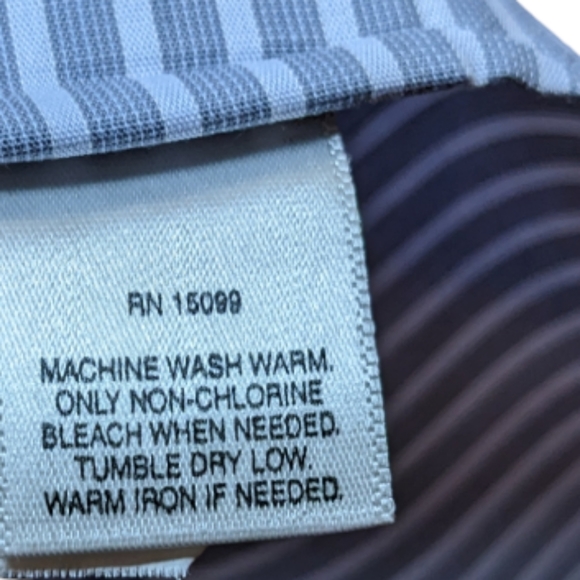 RN 15099
MACHINE WASH WARM.
ONLY NON-CHLORINE
BLEACH WHEN NEEDED.
TUMBLE DRY LOW.
WARM IRON IF NEEDED.